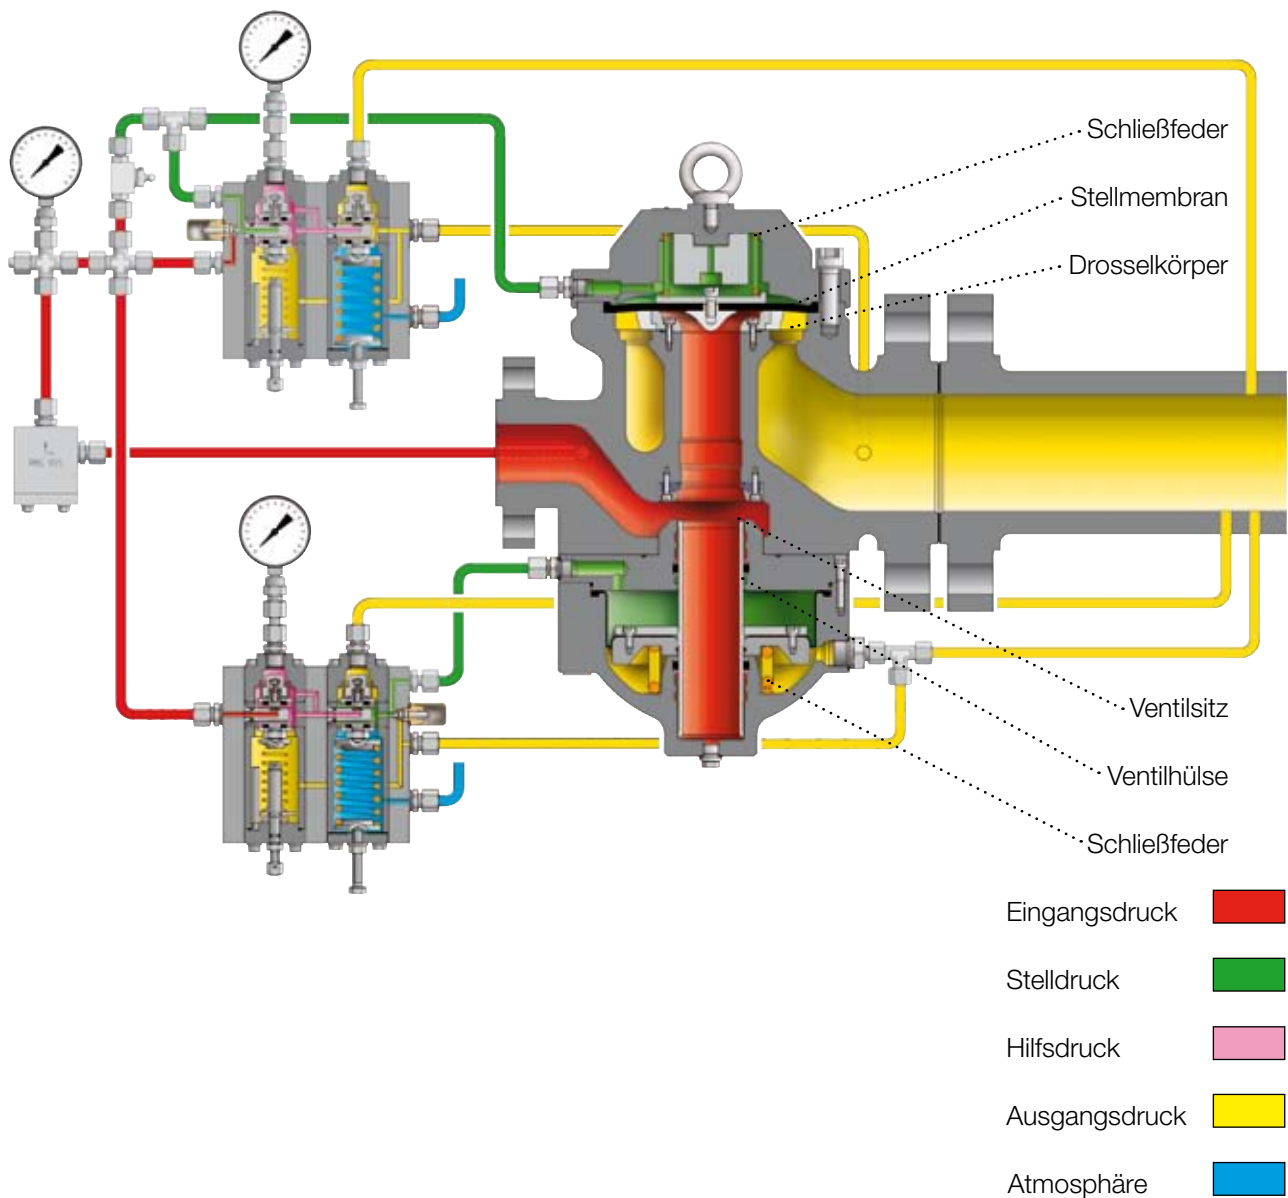 Schließfeder
Stellmembran
Drosselkörper
Ventilsitz
Ventilhülse
Schließfeder
Eingangsdruck
Stelldruck
Hilfsdruck
Ausgangsdruck
Atmosphäre